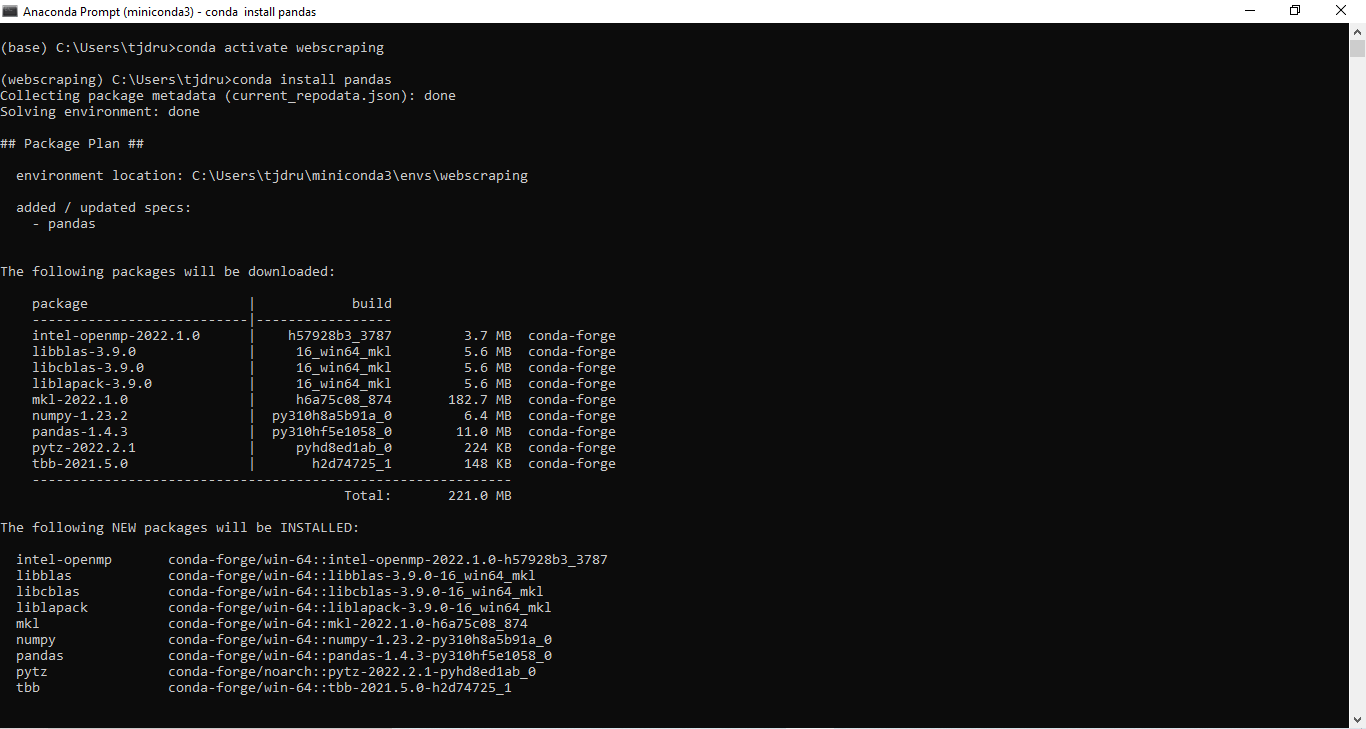 Anaconda Prompt (miniconda3) - conda  install pandas
(base) C:\Users\tjdru>conda activate webscraping
(webscraping) C:\Users\tjdru>conda install pandas
Collecting package metadata (current_repodata.json): done
Solving environment: done
## Package Plan ##
  environment location: C:\Users\tjdru\miniconda3\envs\webscraping
  added / updated specs:
    - pandas
The following packages will be downloaded:
    package                    |            build
    ---------------------------|-----------------
    intel-openmp-2022.1.0      |    h57928b3_3787         3.7 MB  conda-forge
    libblas-3.9.0              |     16_win64_mkl         5.6 MB  conda-forge
    libcblas-3.9.0             |     16_win64_mkl         5.6 MB  conda-forge
    liblapack-3.9.0            |     16_win64_mkl         5.6 MB  conda-forge
    mkl-2022.1.0               |     h6a75c08_874       182.7 MB  conda-forge
    numpy-1.23.2               |  py310h8a5b91a_0         6.4 MB  conda-forge
    pandas-1.4.3               |  py310hf5e1058_0        11.0 MB  conda-forge
    pytz-2022.2.1              |     pyhd8ed1ab_0         224 KB  conda-forge
    tbb-2021.5.0               |       h2d74725_1         148 KB  conda-forge
    ------------------------------------------------------------
                                           Total:       221.0 MB
The following NEW packages will be INSTALLED:
  intel-openmp       conda-forge/win-64::intel-openmp-2022.1.0-h57928b3_3787
  libblas            conda-forge/win-64::libblas-3.9.0-16_win64_mkl
  libcblas           conda-forge/win-64::libcblas-3.9.0-16_win64_mkl
  liblapack          conda-forge/win-64::liblapack-3.9.0-16_win64_mkl
  mkl                conda-forge/win-64::mkl-2022.1.0-h6a75c08_874
  numpy              conda-forge/win-64::numpy-1.23.2-py310h8a5b91a_0
  pandas             conda-forge/win-64::pandas-1.4.3-py310hf5e1058_0
  pytz               conda-forge/noarch::pytz-2022.2.1-pyhd8ed1ab_0
  tbb                conda-forge/win-64::tbb-2021.5.0-h2d74725_1